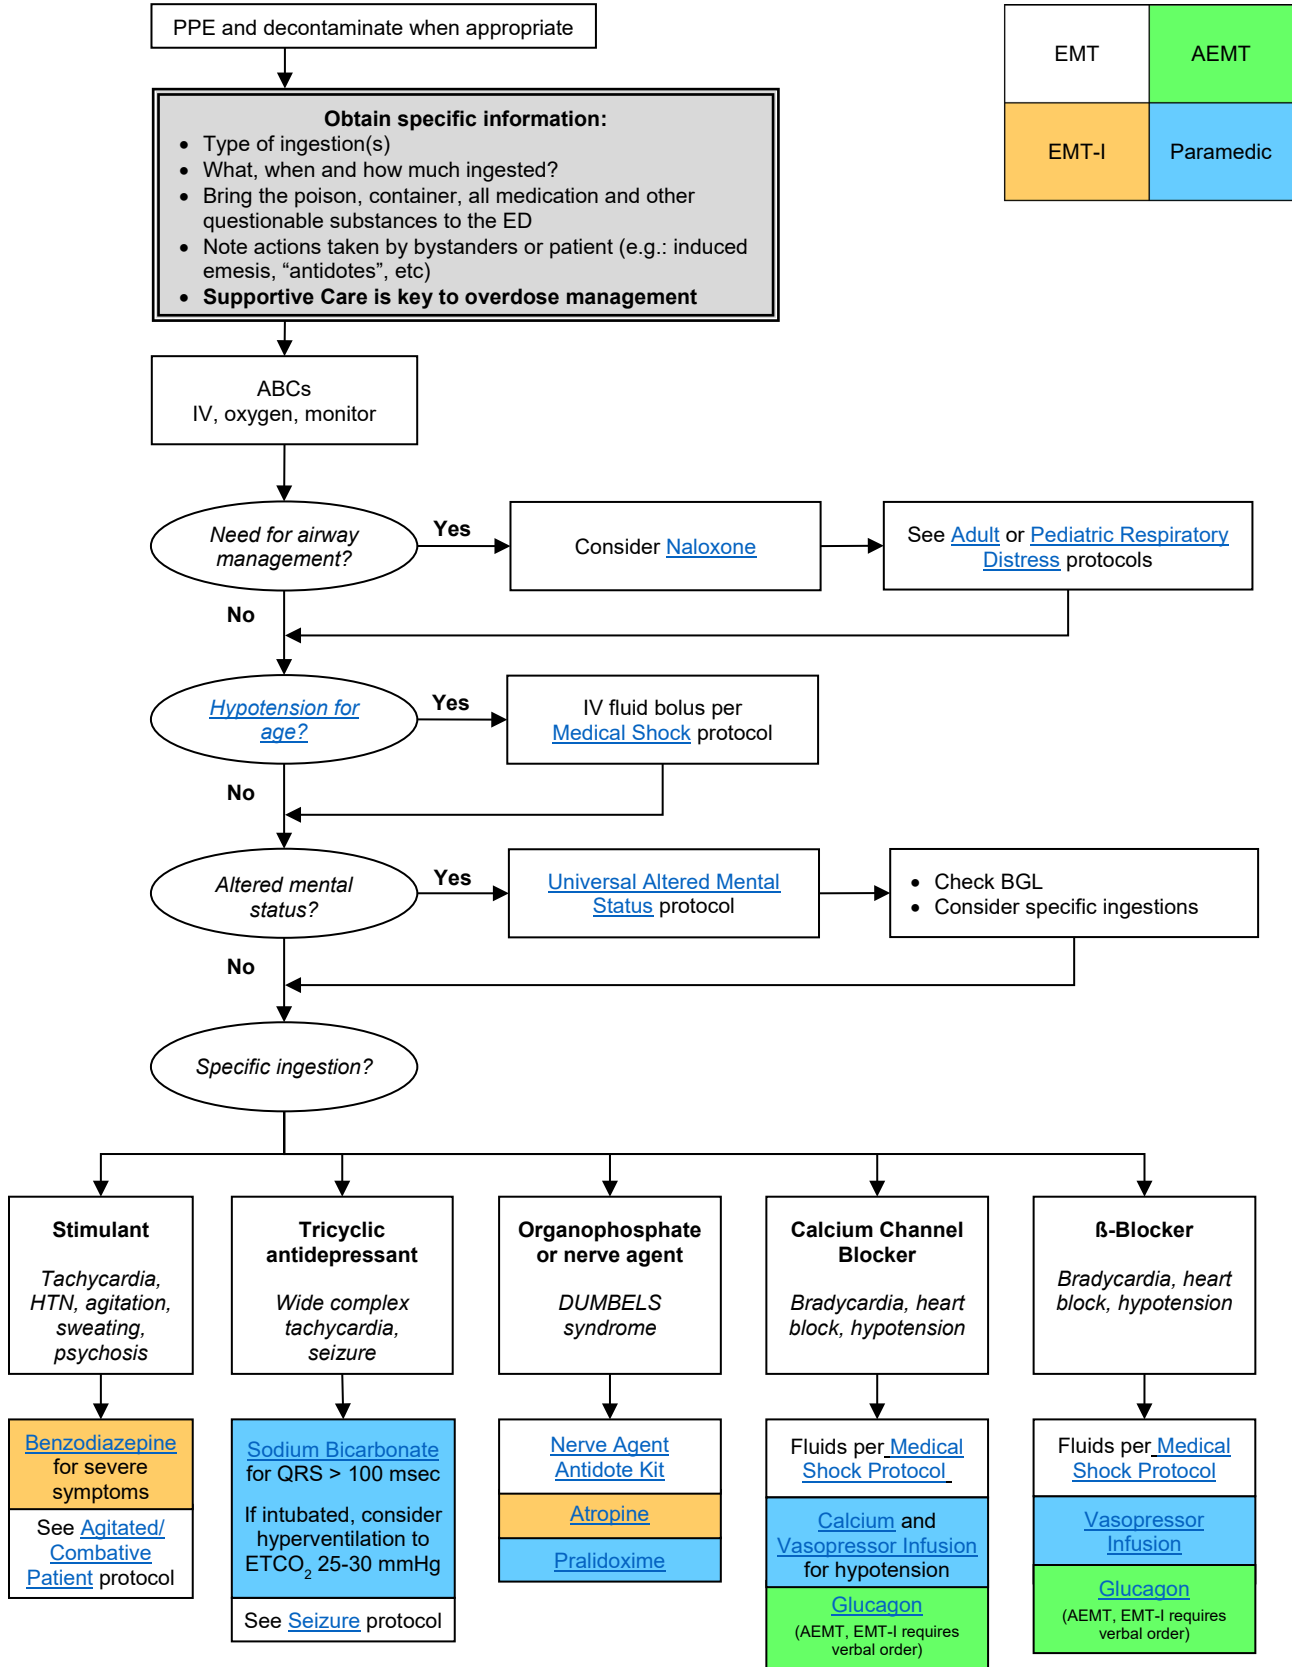 PPE and decontaminate when appropriate
EMT
AEMT
EMT-I
Paramedic
Obtain specific information:
• Type of ingestion(s)
• What, when and how much ingested?
• Bring the poison, container, all medication and other
questionable substances to the ED
• Note actions taken by bystanders or patient (e.g.: induced
emesis, “antidotes”, etc)
• Supportive Care is key to overdose management
ABCs
IV, oxygen, monitor
Need for airway
management?
Yes
Consider Naloxone
See Adult or Pediatric Respiratory
Distress protocols
No
Hypotension for
age?
Yes
IV fluid bolus per
Medical Shock protocol
No
Altered mental
status?
Yes
Universal Altered Mental
Status protocol
• Check BGL
• Consider specific ingestions
No
Specific ingestion?
Stimulant
Tachycardia,
HTN, agitation,
sweating,
psychosis
Benzodiazepine
for severe
symptoms
See Agitated/
Combative
Patient protocol
Tricyclic
antidepressant
Wide complex
tachycardia,
seizure
Sodium Bicarbonate
for QRS > 100 msec
If intubated, consider
hyperventilation to
ETCO2 25-30 mmHg
See Seizure protocol
Organophosphate
or nerve agent
DUMBELS
syndrome
Nerve Agent
Antidote Kit
Atropine
Pralidoxime
Calcium Channel
Blocker
Bradycardia, heart
block, hypotension
Fluids per Medical
Shock Protocol
Calcium and
Vasopressor Infusion
for hypotension
Glucagon
(AEMT, EMT-I requires
verbal order)
ß-Blocker
Bradycardia, heart
block, hypotension
Fluids per Medical
Shock Protocol
Vasopressor
Infusion
Glucagon
(AEMT, EMT-I requires
verbal order)